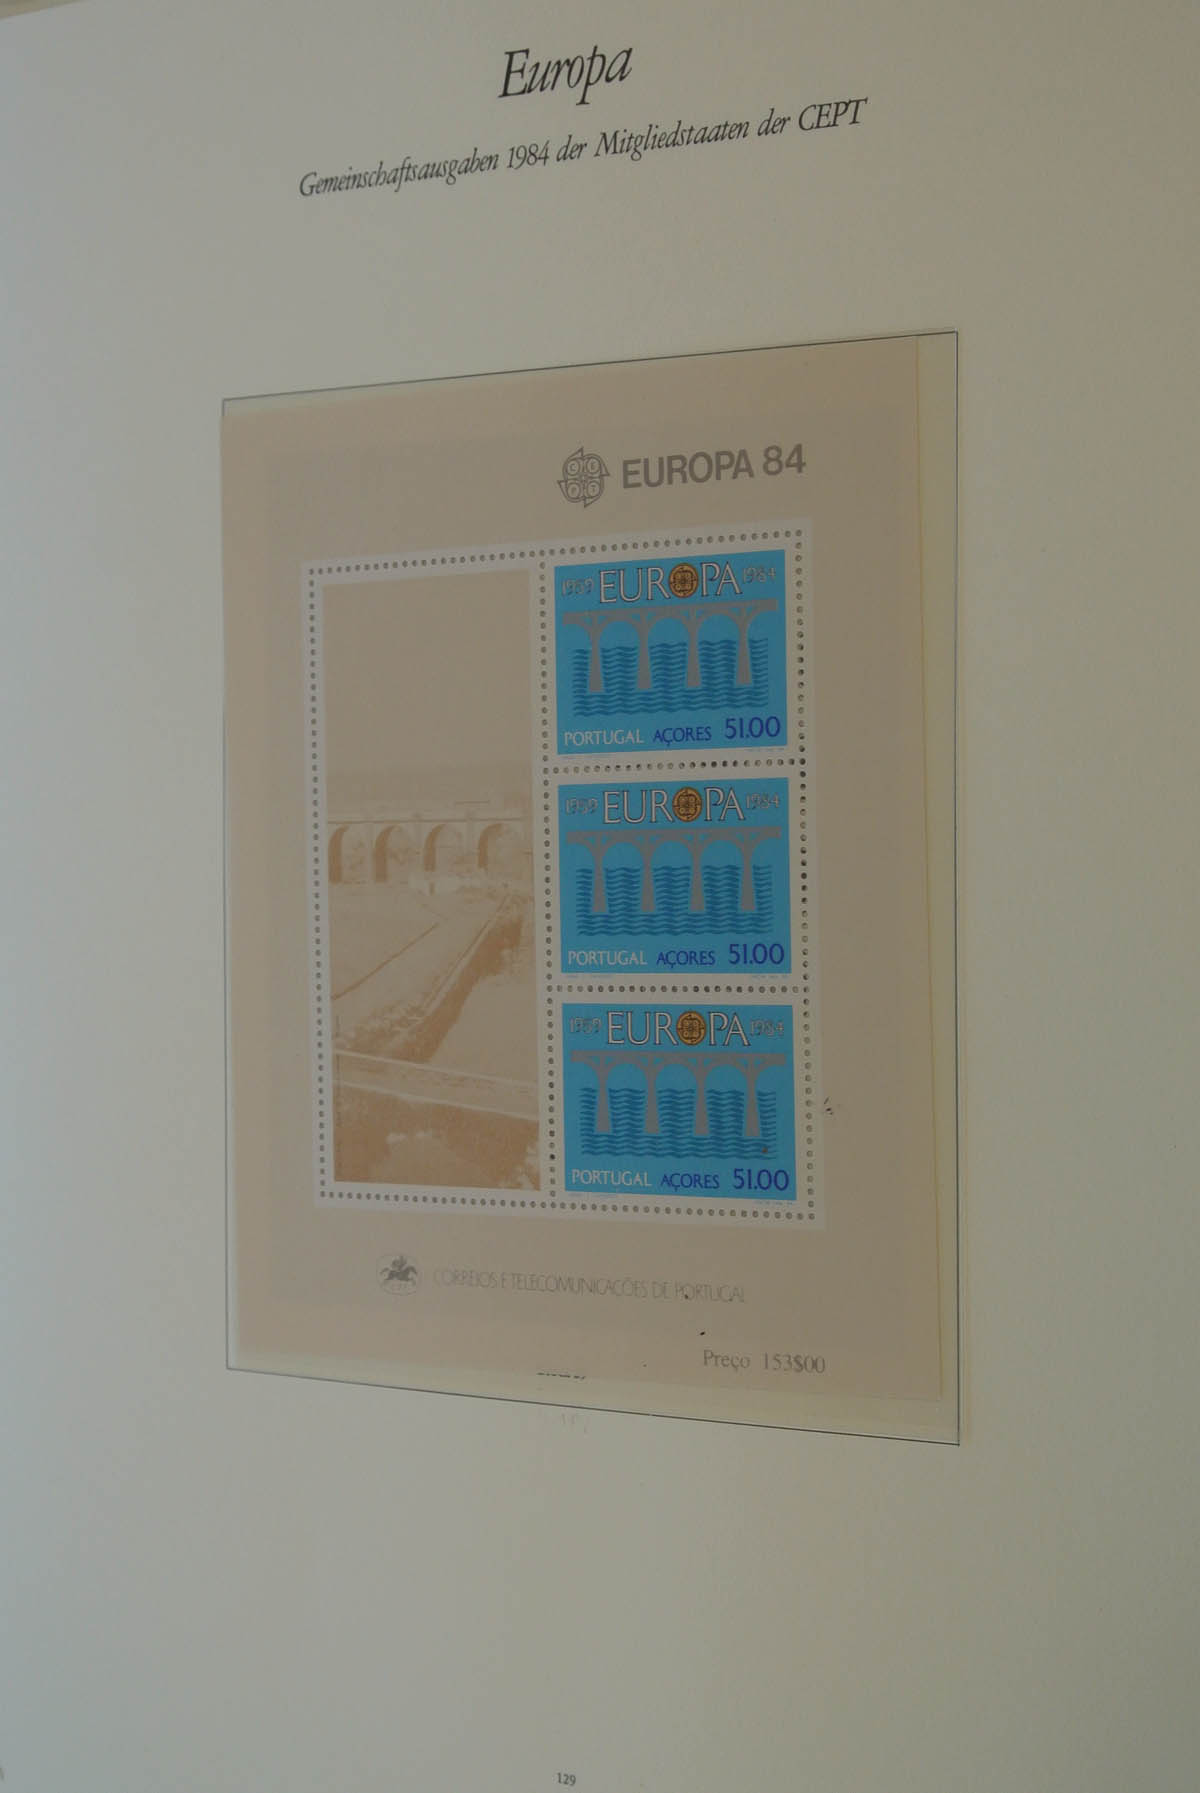 Europa
Gemeinschaftsausgaben 1984 der Mitgliedstaaten der CEPT
CEPT EUROPA 84
1959 EUROPA 1984
PORTUGAL AÇORES 51.00
1959 EUROPA 1984
PORTUGAL AÇORES 51.00
1959 EUROPA 1984
PORTUGAL AÇORES 51.00
CORREIOS E TELECOMUNICAÇÕES DE PORTUGAL
Preço 153$00
129